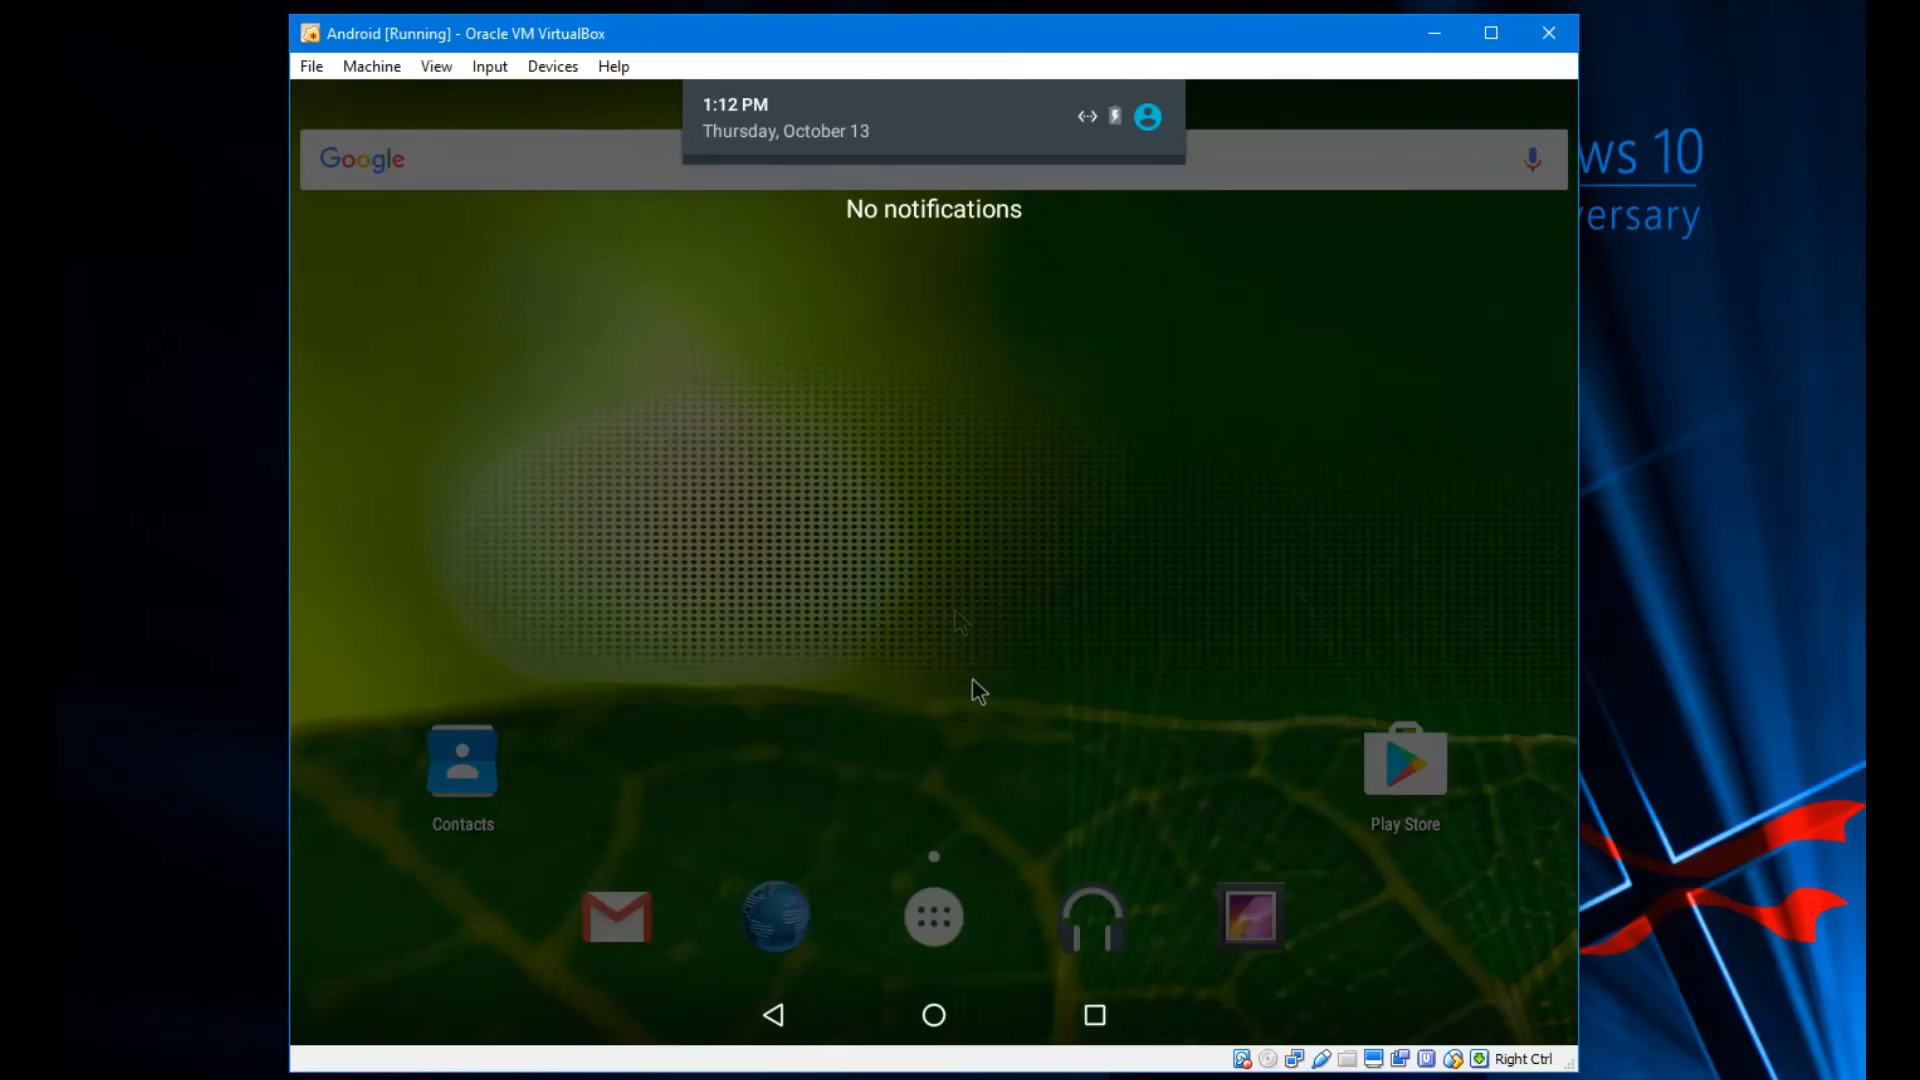 Android [Running] - Oracle VM VirtualBox
File Machine View Input Devices Help
1:12 PM
Thursday, October 13
Google
ws 10
versary
No notifications
Contacts
Play Store
Right Ctrl